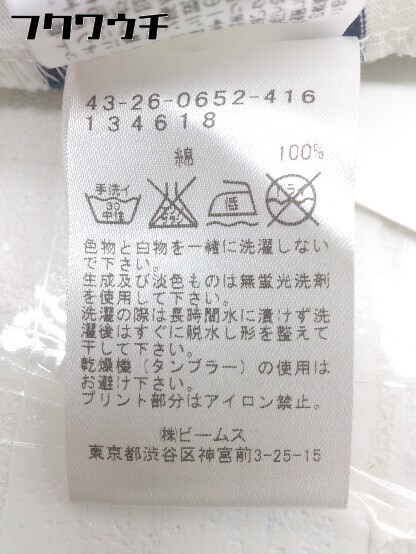 フクワウチ
43-26-0652-416
134618
綿 100%
手洗イ
30
中性
エンソ
サラシ
低
ドライ
色物と白物を一緒に洗濯しない
で下さい。
生成及び淡色ものは無蛍光洗剤
を使用して下さい。
洗濯の際は長時間水に漬けず洗
濯後はすぐに脱水し形を整えて
干して下さい。
乾燥機(タンブラー)の使用は
お避け下さい。
プリント部分はアイロン禁止。
㈱ビームス
東京都渋谷区神宮前3-25-15